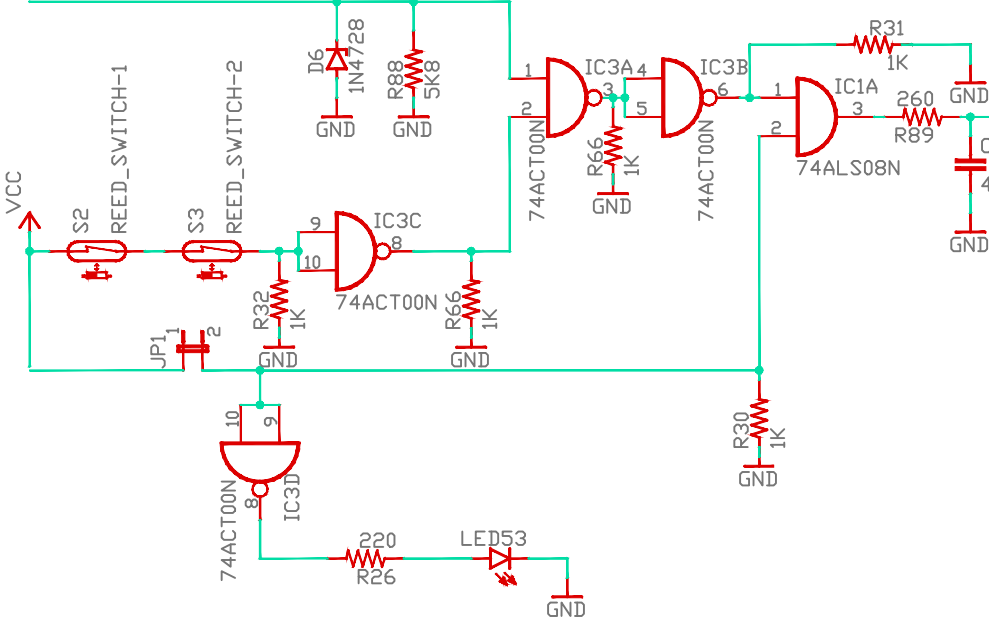 R31
1K
GND
D6
1N4728
GND
R88
5K8
GND
1
2
IC3A
3
74ACT00N
R66
1K
GND
4
5
IC3B
6
74ACT00N
1
2
IC1A
3
74ALS08N
260
R89
GND
VCC
S2
REED_SWITCH-1
S3
REED_SWITCH-2
9
10
IC3C
8
74ACT00N
R32
1K
GND
R66
1K
GND
JP1
1
2
R30
1K
GND
10
9
IC3D
8
74ACT00N
220
R26
LED53
GND